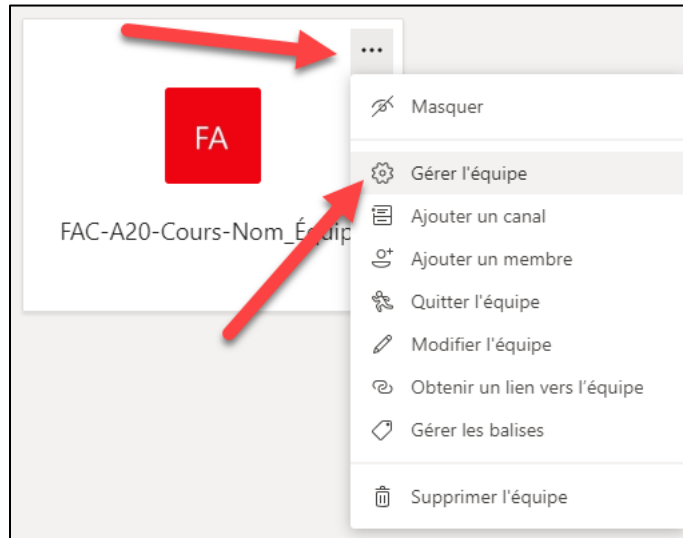 ...
Masquer
FA
Gérer l'équipe
FAC-A20-Cours-Nom_Équip
Ajouter un canal
Ajouter un membre
Quitter l'équipe
Modifier l'équipe
Obtenir un lien vers l'équipe
Gérer les balises
Supprimer l'équipe